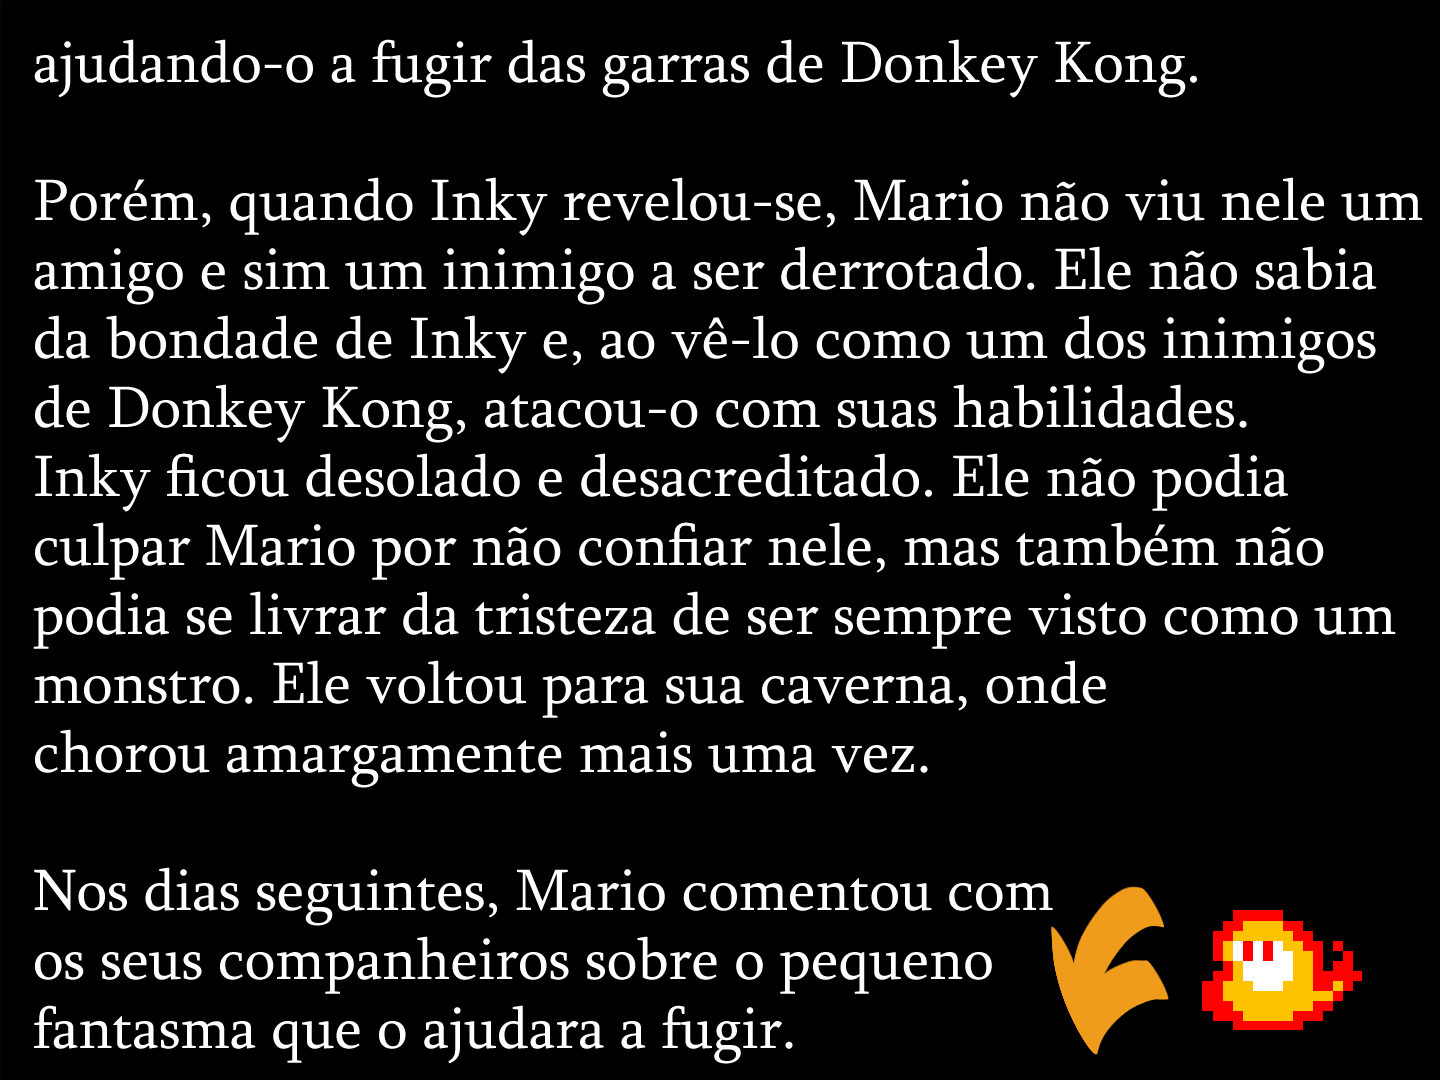 ajudando-o a fugir das garras de Donkey Kong.
Porém, quando Inky revelou-se, Mario não viu nele um
amigo e sim um inimigo a ser derrotado. Ele não sabia
da bondade de Inky e, ao vê-lo como um dos inimigos
de Donkey Kong, atacou-o com suas habilidades.
Inky ficou desolado e desacreditado. Ele não podia
culpar Mario por não confiar nele, mas também não
podia se livrar da tristeza de ser sempre visto como um
monstro. Ele voltou para sua caverna, onde
chorou amargamente mais uma vez.
Nos dias seguintes, Mario comentou com
os seus companheiros sobre o pequeno
fantasma que o ajudara a fugir.